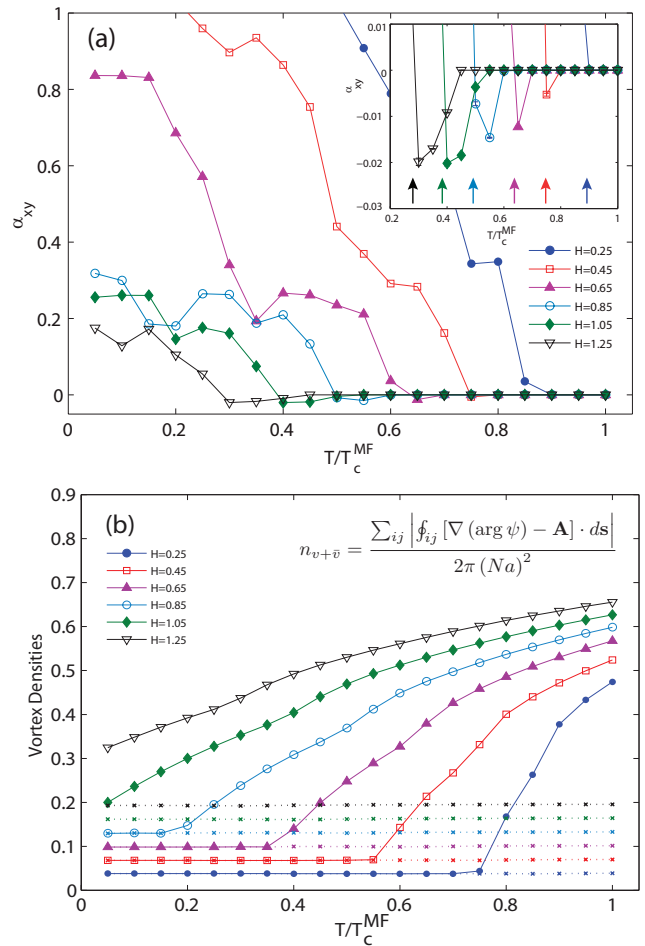 (a)
α_xy
1
0.8
0.6
0.4
0.2
0
0
0.2
0.4
0.6
0.8
1
T/T_c^MF
α_xy
0.01
0
−0.01
−0.02
−0.03
0.2
0.4
0.6
0.8
1
T/T_c^MF
H=0.25
H=0.45
H=0.65
H=0.85
H=1.05
H=1.25
(b)
n_{v+v̄} = ∑_{ij} |∮_{ij} [∇ (arg ψ) − A] · ds| / 2π (Na)^2
H=0.25
H=0.45
H=0.65
H=0.85
H=1.05
H=1.25
Vortex Densities
0.9
0.8
0.7
0.6
0.5
0.4
0.3
0.2
0.1
0
0
0.2
0.4
0.6
0.8
1
T/T_c^MF